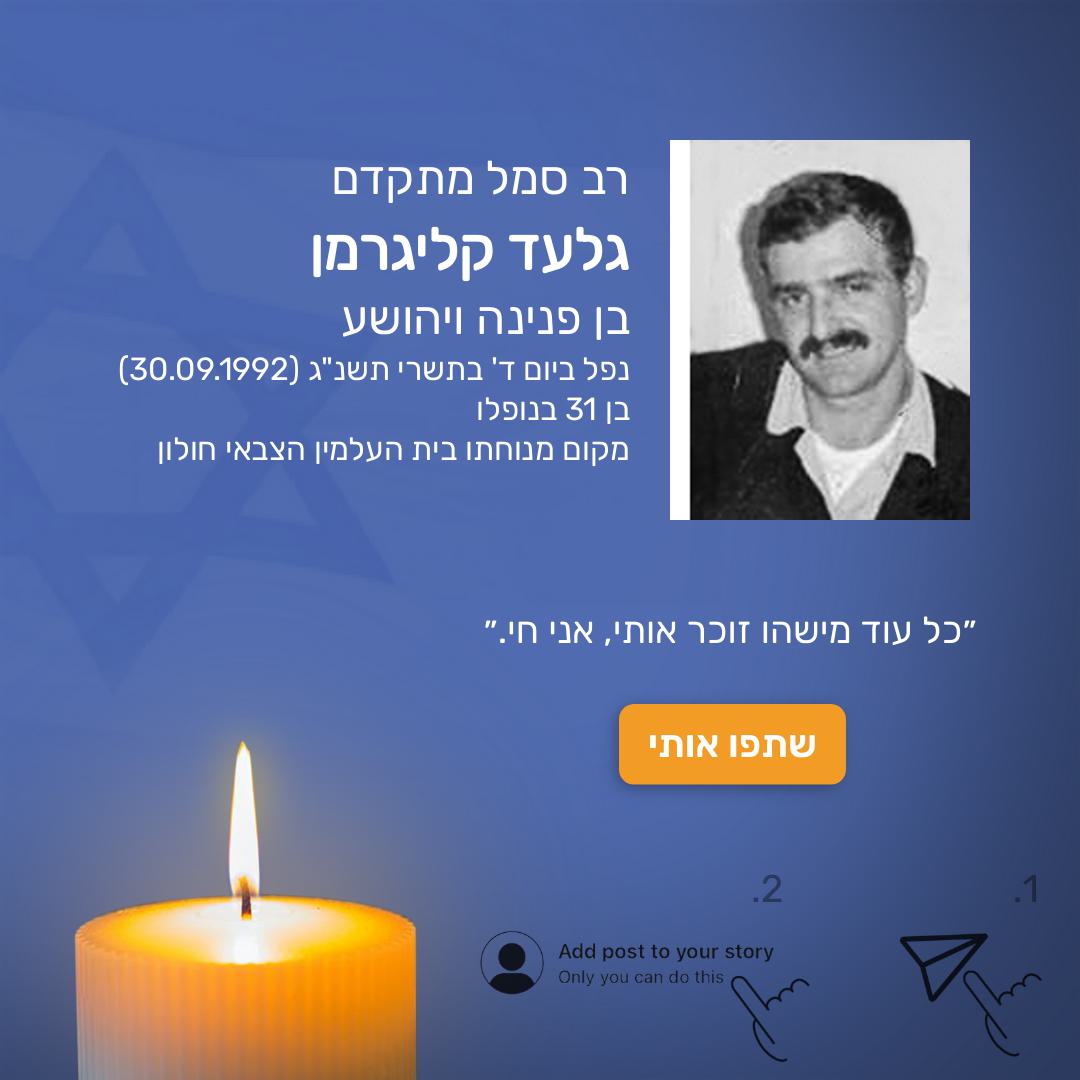 רב סמל מתקדם
גלעד קליגרמן
בן פנינה ויהושע
נפל ביום ד' בתשרי תשנ"ג (30.09.1992)
בן 31 בנופלו
מקום מנוחתו בית העלמין הצבאי חולון
״כל עוד מישהו זוכר אותי, אני חי.״
שתפו אותי
.1
.2
Add post to your story
Only you can do this